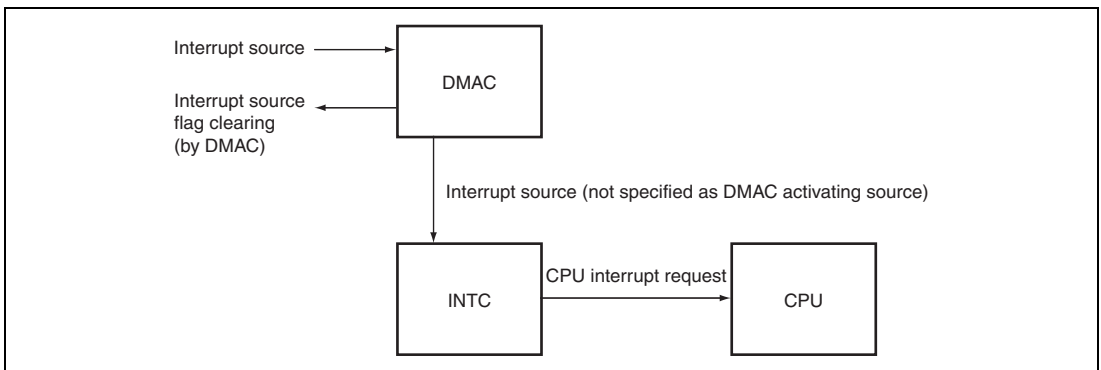 Interrupt source
DMAC
Interrupt source
flag clearing
(by DMAC)
Interrupt source (not specified as DMAC activating source)
CPU interrupt request
INTC
CPU